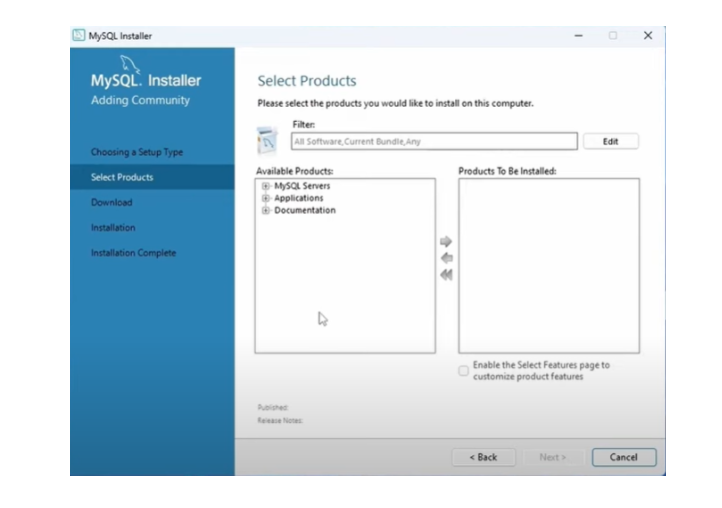 MySQL Installer
MySQL. Installer
Adding Community
Choosing a Setup Type
Select Products
Download
Installation
Installation Complete
Select Products
Please select the products you would like to install on this computer.
Filter:
All Software,Current Bundle,Any
Edit
Available Products:
MySQL Servers
Applications
Documentation
Products To Be Installed:
Enable the Select Features page to
customize product features
Published:
Release Notes:
< Back
Next >
Cancel